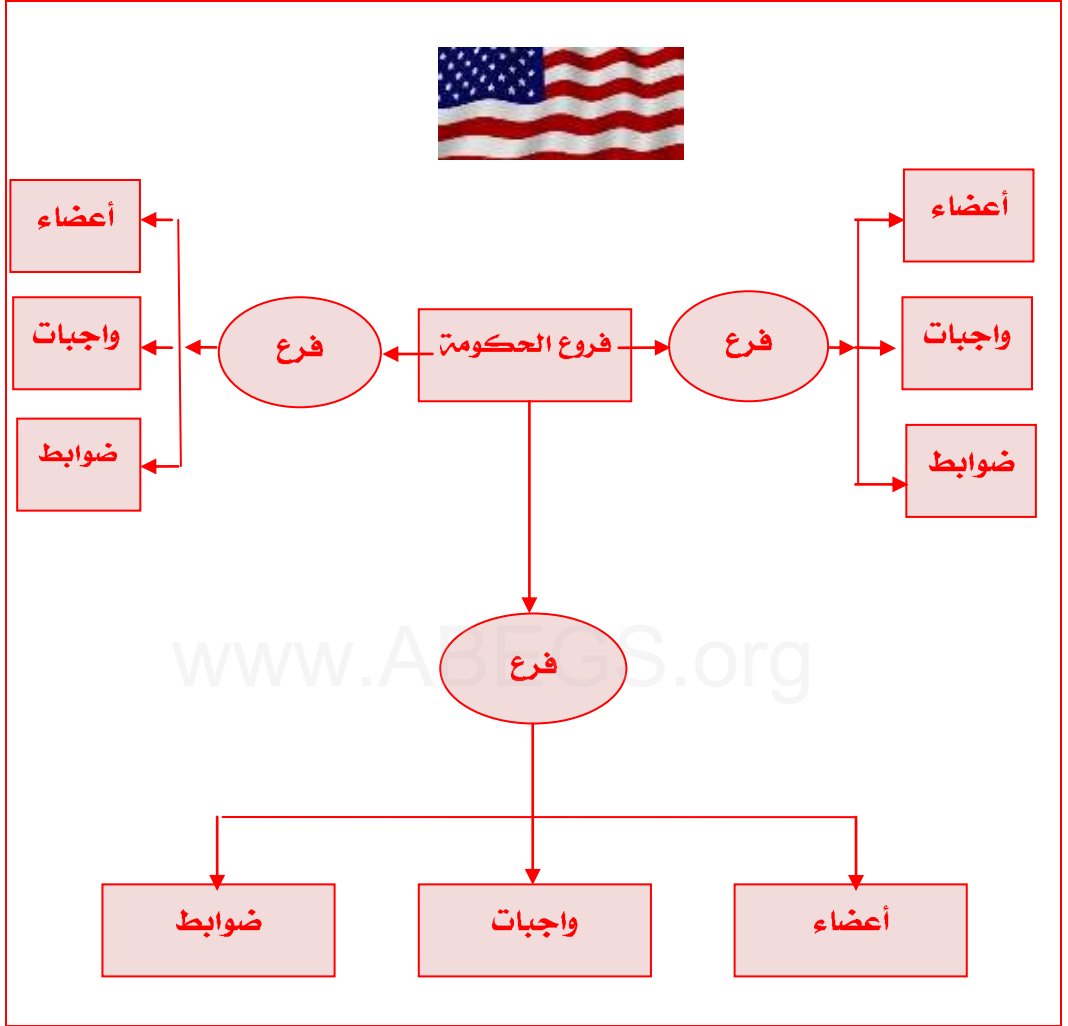 أعضاء
أعضاء
واجبات
فرع
فروع الحكومة
فرع
واجبات
ضوابط
ضوابط
فرع
www.ABEGS.org
أعضاء
واجبات
ضوابط